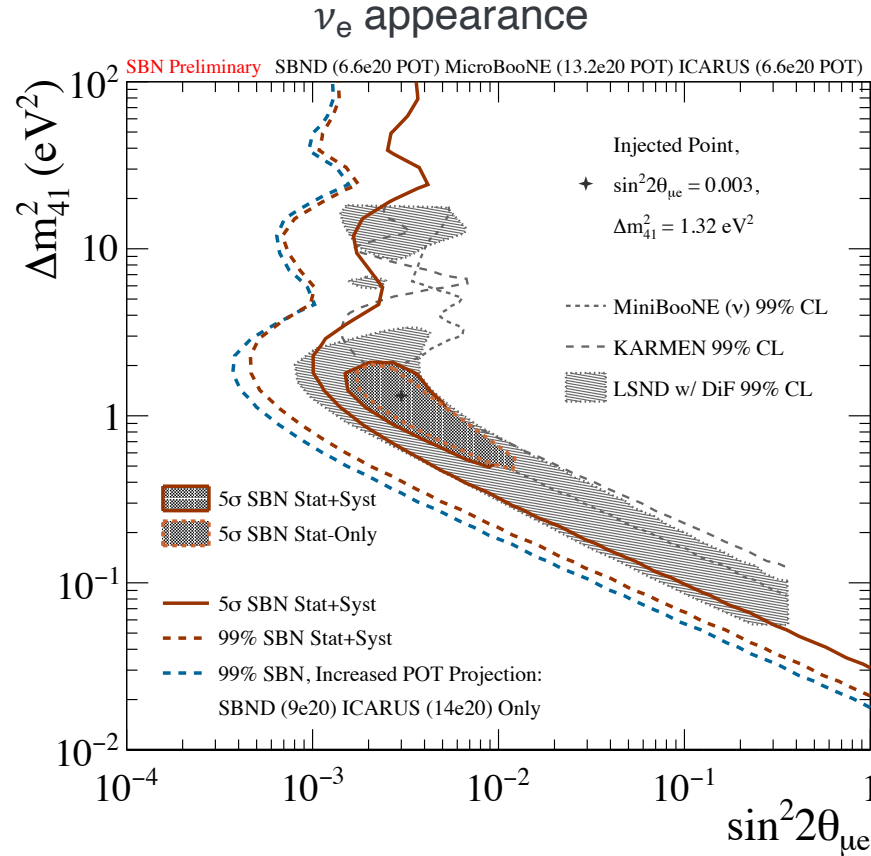 νe appearance
SBN Preliminary SBND (6.6e20 POT) MicroBooNE (13.2e20 POT) ICARUS (6.6e20 POT)
Δm²₄₁ (eV²)
10²
10
1
10⁻¹
10⁻²
Injected Point,
sin²2θμe = 0.003,
Δm²₄₁ = 1.32 eV²
MiniBooNE (ν) 99% CL
KARMEN 99% CL
LSND w/ DiF 99% CL
5σ SBN Stat+Syst
5σ SBN Stat-Only
5σ SBN Stat+Syst
99% SBN Stat+Syst
99% SBN, Increased POT Projection:
SBND (9e20) ICARUS (14e20) Only
10⁻⁴ 10⁻³ 10⁻² 10⁻¹ 1
sin²2θμe